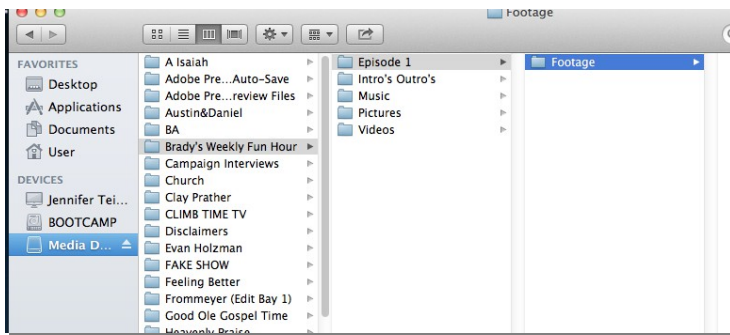 Footage
FAVORITES
Desktop
Applications
Documents
User
DEVICES
Jennifer Tei...
BOOTCAMP
Media D...
A Isaiah
Adobe Pre...Auto-Save
Adobe Pre...review Files
Austin&Daniel
BA
Brady's Weekly Fun Hour
Campaign Interviews
Church
Clay Prather
CLIMB TIME TV
Disclaimers
Evan Holzman
FAKE SHOW
Feeling Better
Frommeyer (Edit Bay 1)
Good Ole Gospel Time
Heavenly Praise
Episode 1
Intro's Outro's
Music
Pictures
Videos
Footage